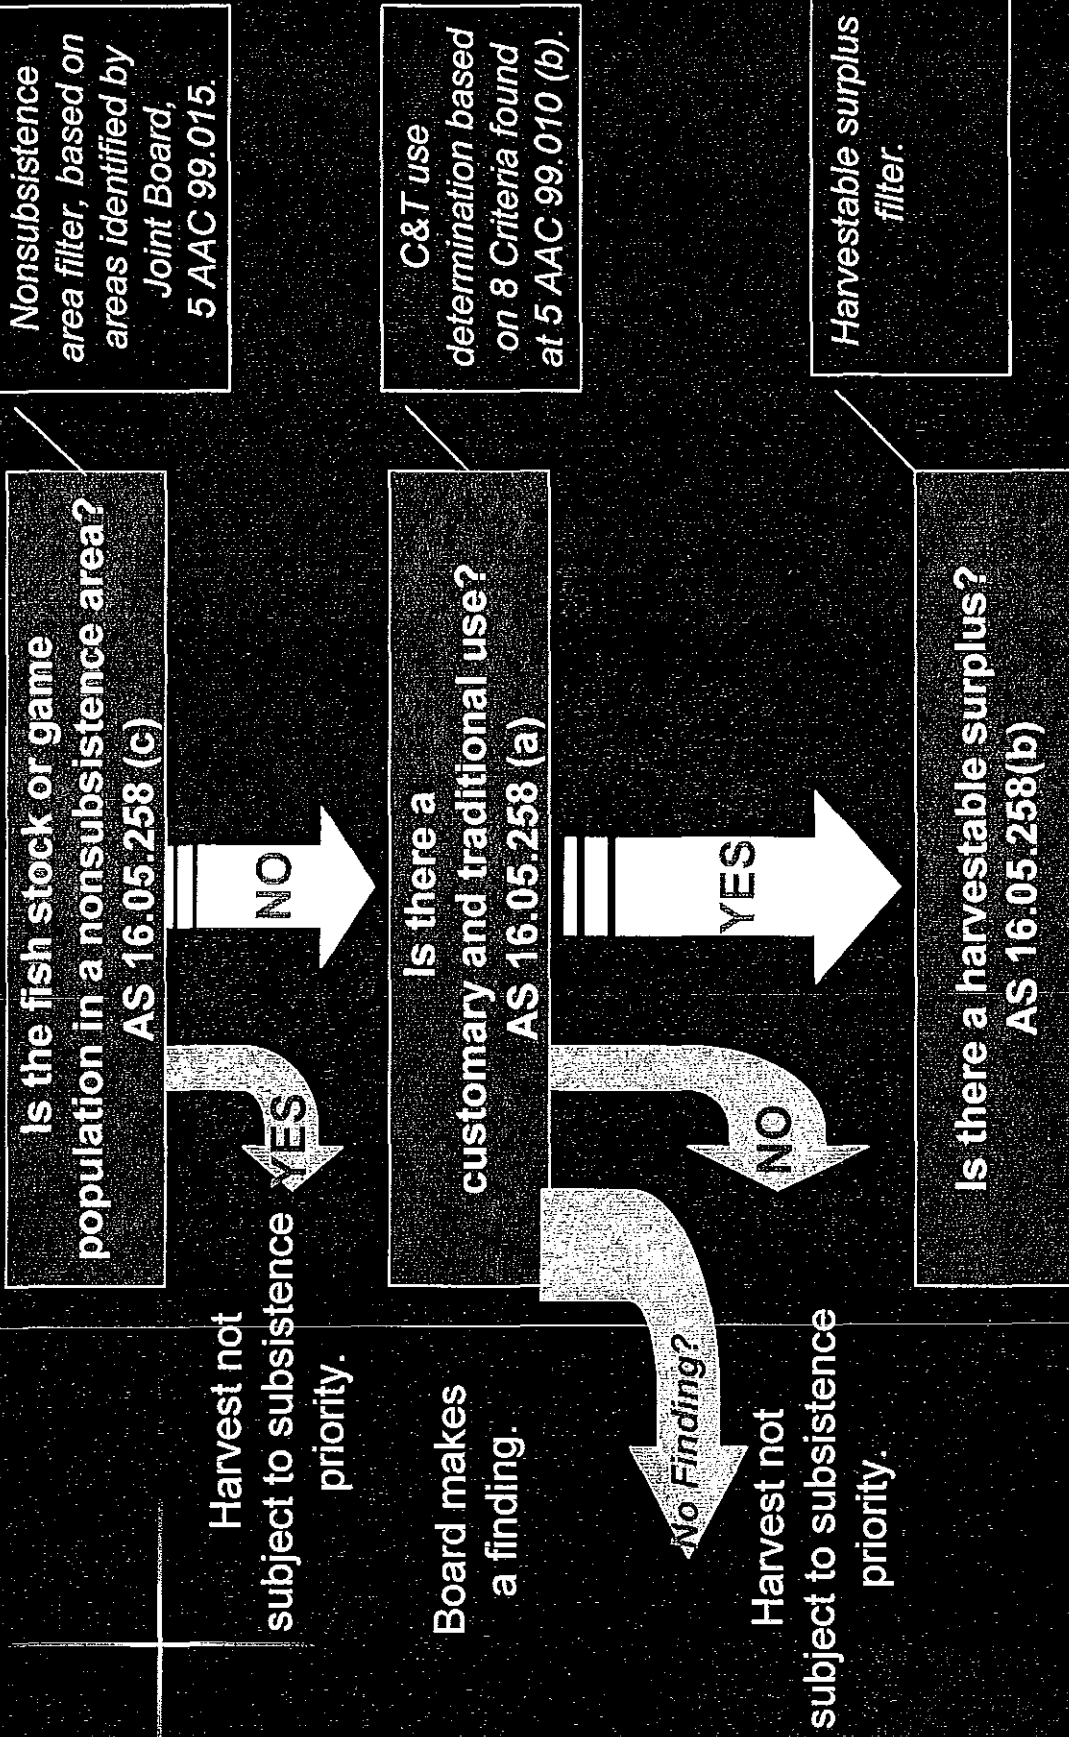 Is the fish stock or game
population in a nonsubsistence area?
AS 16.05.258 (c)
Nonsubsistence
area filter, based on
areas identified by
Joint Board,
5 AAC 99.015.
Harvest not
subject to subsistence
priority.
YES
NO
Is there a
customary and traditional use?
AS 16.05.258 (a)
C&T use
determination based
on 8 Criteria found
at 5 AAC 99.010 (b).
Board makes
a finding.
No Finding?
Harvest not
subject to subsistence
priority.
NO
YES
Is there a harvestable surplus?
AS 16.05.258(b)
Harvestable surplus
filter.